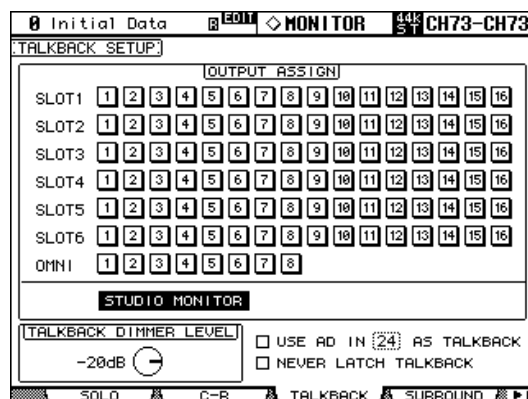 0 Initial Data EDIT ◇MONITOR 44k ST CH73-CH73
TALKBACK SETUP
OUTPUT ASSIGN
SLOT1 1 2 3 4 5 6 7 8 9 10 11 12 13 14 15 16
SLOT2 1 2 3 4 5 6 7 8 9 10 11 12 13 14 15 16
SLOT3 1 2 3 4 5 6 7 8 9 10 11 12 13 14 15 16
SLOT4 1 2 3 4 5 6 7 8 9 10 11 12 13 14 15 16
SLOT5 1 2 3 4 5 6 7 8 9 10 11 12 13 14 15 16
SLOT6 1 2 3 4 5 6 7 8 9 10 11 12 13 14 15 16
OMNI 1 2 3 4 5 6 7 8
STUDIO MONITOR
TALKBACK DIMMER LEVEL
-20dB
USE AD IN 24 AS TALKBACK
NEVER LATCH TALKBACK
SOLO C-R TALKBACK SURROUND